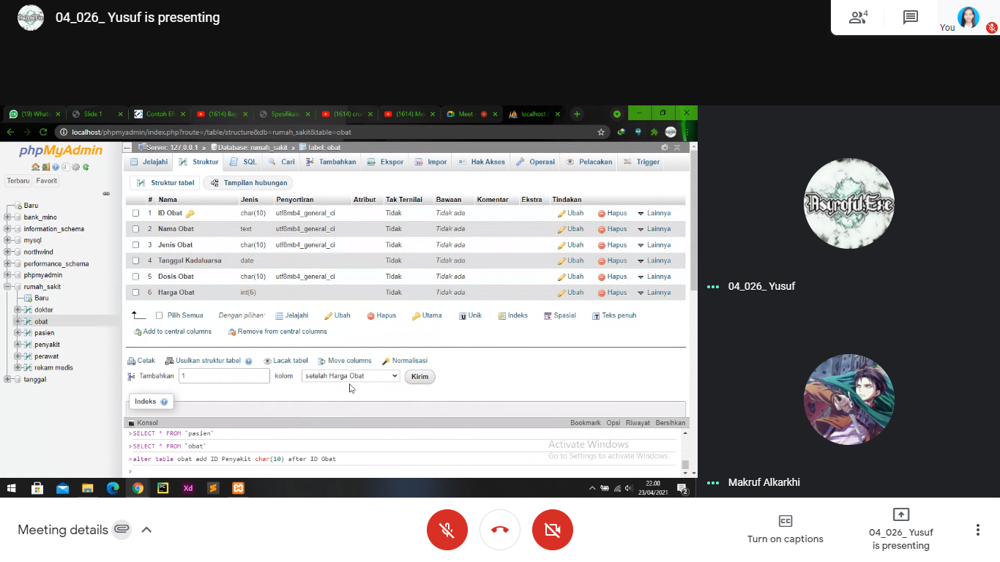 04_026_ Yusuf is presenting
4
You
(19) Whats
Slide 1
Contoh ER
(1614) Bay
Spesifikasi
(1614) cru
(1614) Me
Meet -
localhost /
localhost/phpmyadmin/index.php?route=/table/structure&db=rumah_sakit&table=obat
phpMyAdmin
Terbaru Favorit
Baru
bank_mino
information_schema
mysql
northwind
performance_schema
phpmyadmin
rumah_sakit
Baru
dokter
obat
pasien
penyakit
perawat
rekam medis
tanggal
Server: 127.0.0.1 » Database: rumah_sakit » Tabel: obat
Jelajahi Struktur SQL Cari Tambahkan Ekspor Impor Hak Akses Operasi Pelacakan Trigger
Struktur tabel Tampilan hubungan
# Nama Jenis Penyortiran Atribut Tak Ternilai Bawaan Komentar Ekstra Tindakan
1 ID Obat char(10) utf8mb4_general_ci Tidak Tidak ada Ubah Hapus Lainnya
2 Nama Obat text utf8mb4_general_ci Tidak Tidak ada Ubah Hapus Lainnya
3 Jenis Obat char(10) utf8mb4_general_ci Tidak Tidak ada Ubah Hapus Lainnya
4 Tanggal Kadaluarsa date Tidak Tidak ada Ubah Hapus Lainnya
5 Dosis Obat char(10) utf8mb4_general_ci Tidak Tidak ada Ubah Hapus Lainnya
6 Harga Obat int(6) Tidak Tidak ada Ubah Hapus Lainnya
Pilih Semua Dengan pilihan: Jelajahi Ubah Hapus Utama Unik Indeks Spasial Teks penuh
Add to central columns Remove from central columns
Cetak Usulkan struktur tabel Lacak tabel Move columns Normalisasi
Tambahkan 1 kolom setelah Harga Obat Kirim
Indeks
Konsol Bookmark Opsi Riwayat Bersihkan
>SELECT * FROM `pasien`
>SELECT * FROM `obat`
=alter table obat add ID Penyakit char(10) after ID Obat
>
Activate Windows
Go to Settings to activate Windows.
Xd
22.00
23/04/2021
2
Asyroful.Exe
04_026_ Yusuf
Makruf Alkarkhi
Meeting details
Turn on captions
04_026_ Yusuf
is presenting